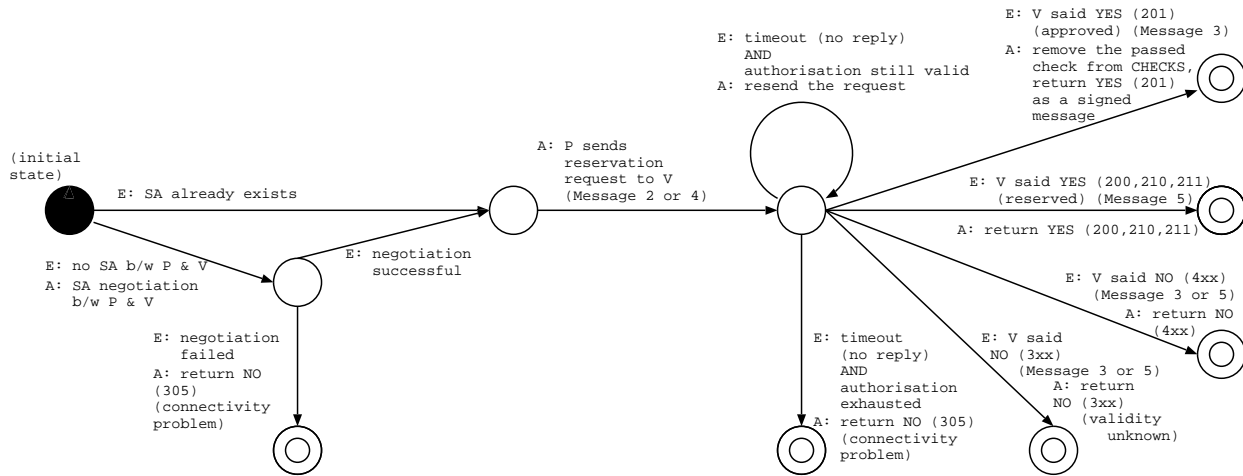 (initial
state)
E: SA already exists
E: no SA b/w P & V
A: SA negotiation
b/w P & V
E: negotiation
successful
E: negotiation
failed
A: return NO
(305)
(connectivity
problem)
A: P sends
reservation
request to V
(Message 2 or 4)
E: timeout (no reply)
AND
authorisation still valid
A: resend the request
E: V said YES (201)
(approved) (Message 3)
A: remove the passed
check from CHECKS,
return YES (201)
as a signed
message
E: V said YES (200,210,211)
(reserved) (Message 5)
A: return YES (200,210,211)
E: V said NO (4xx)
(Message 3 or 5)
A: return NO
(4xx)
E: V said
NO (3xx)
(Message 3 or 5)
A: return
NO (3xx)
(validity
unknown)
E: timeout
(no reply)
AND
authorisation
exhausted
A: return NO (305)
(connectivity
problem)